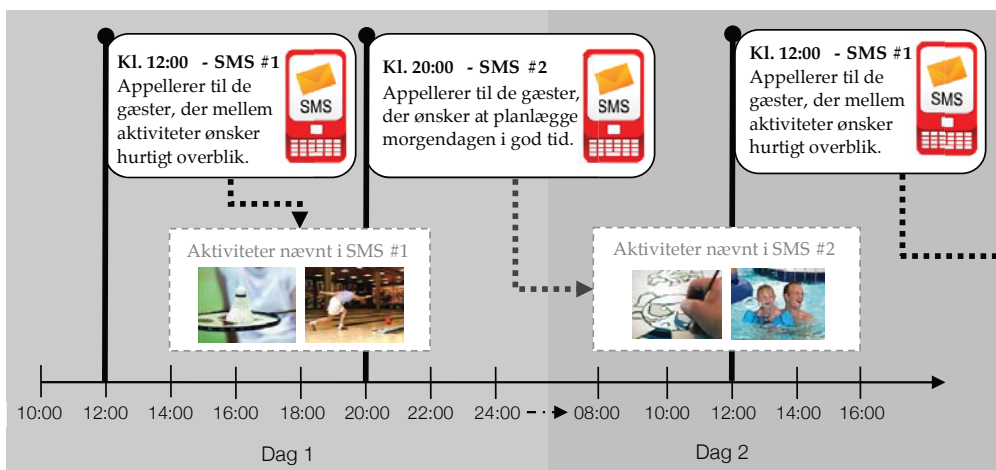 Kl. 12:00 - SMS #1
Appellerer til de
gæster, der mellem
aktiviteter ønsker
hurtigt overblik.
SMS
Kl. 20:00 - SMS #2
Appellerer til de gæster,
der ønsker at planlægge
morgendagen i god tid.
SMS
Kl. 12:00 - SMS #1
Appellerer til de
gæster, der mellem
aktiviteter ønsker
hurtigt overblik.
SMS
Aktiviteter nævnt i SMS #1
Aktiviteter nævnt i SMS #2
10:00 12:00 14:00 16:00 18:00 20:00 22:00 24:00 08:00 10:00 12:00 14:00 16:00
Dag 1 Dag 2